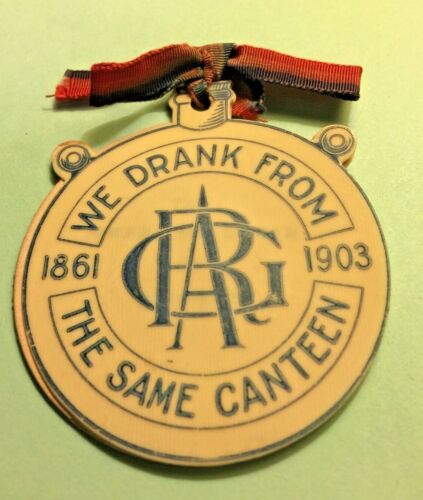 WE DRANK FROM
1861 GAR 1903
THE SAME CANTEEN